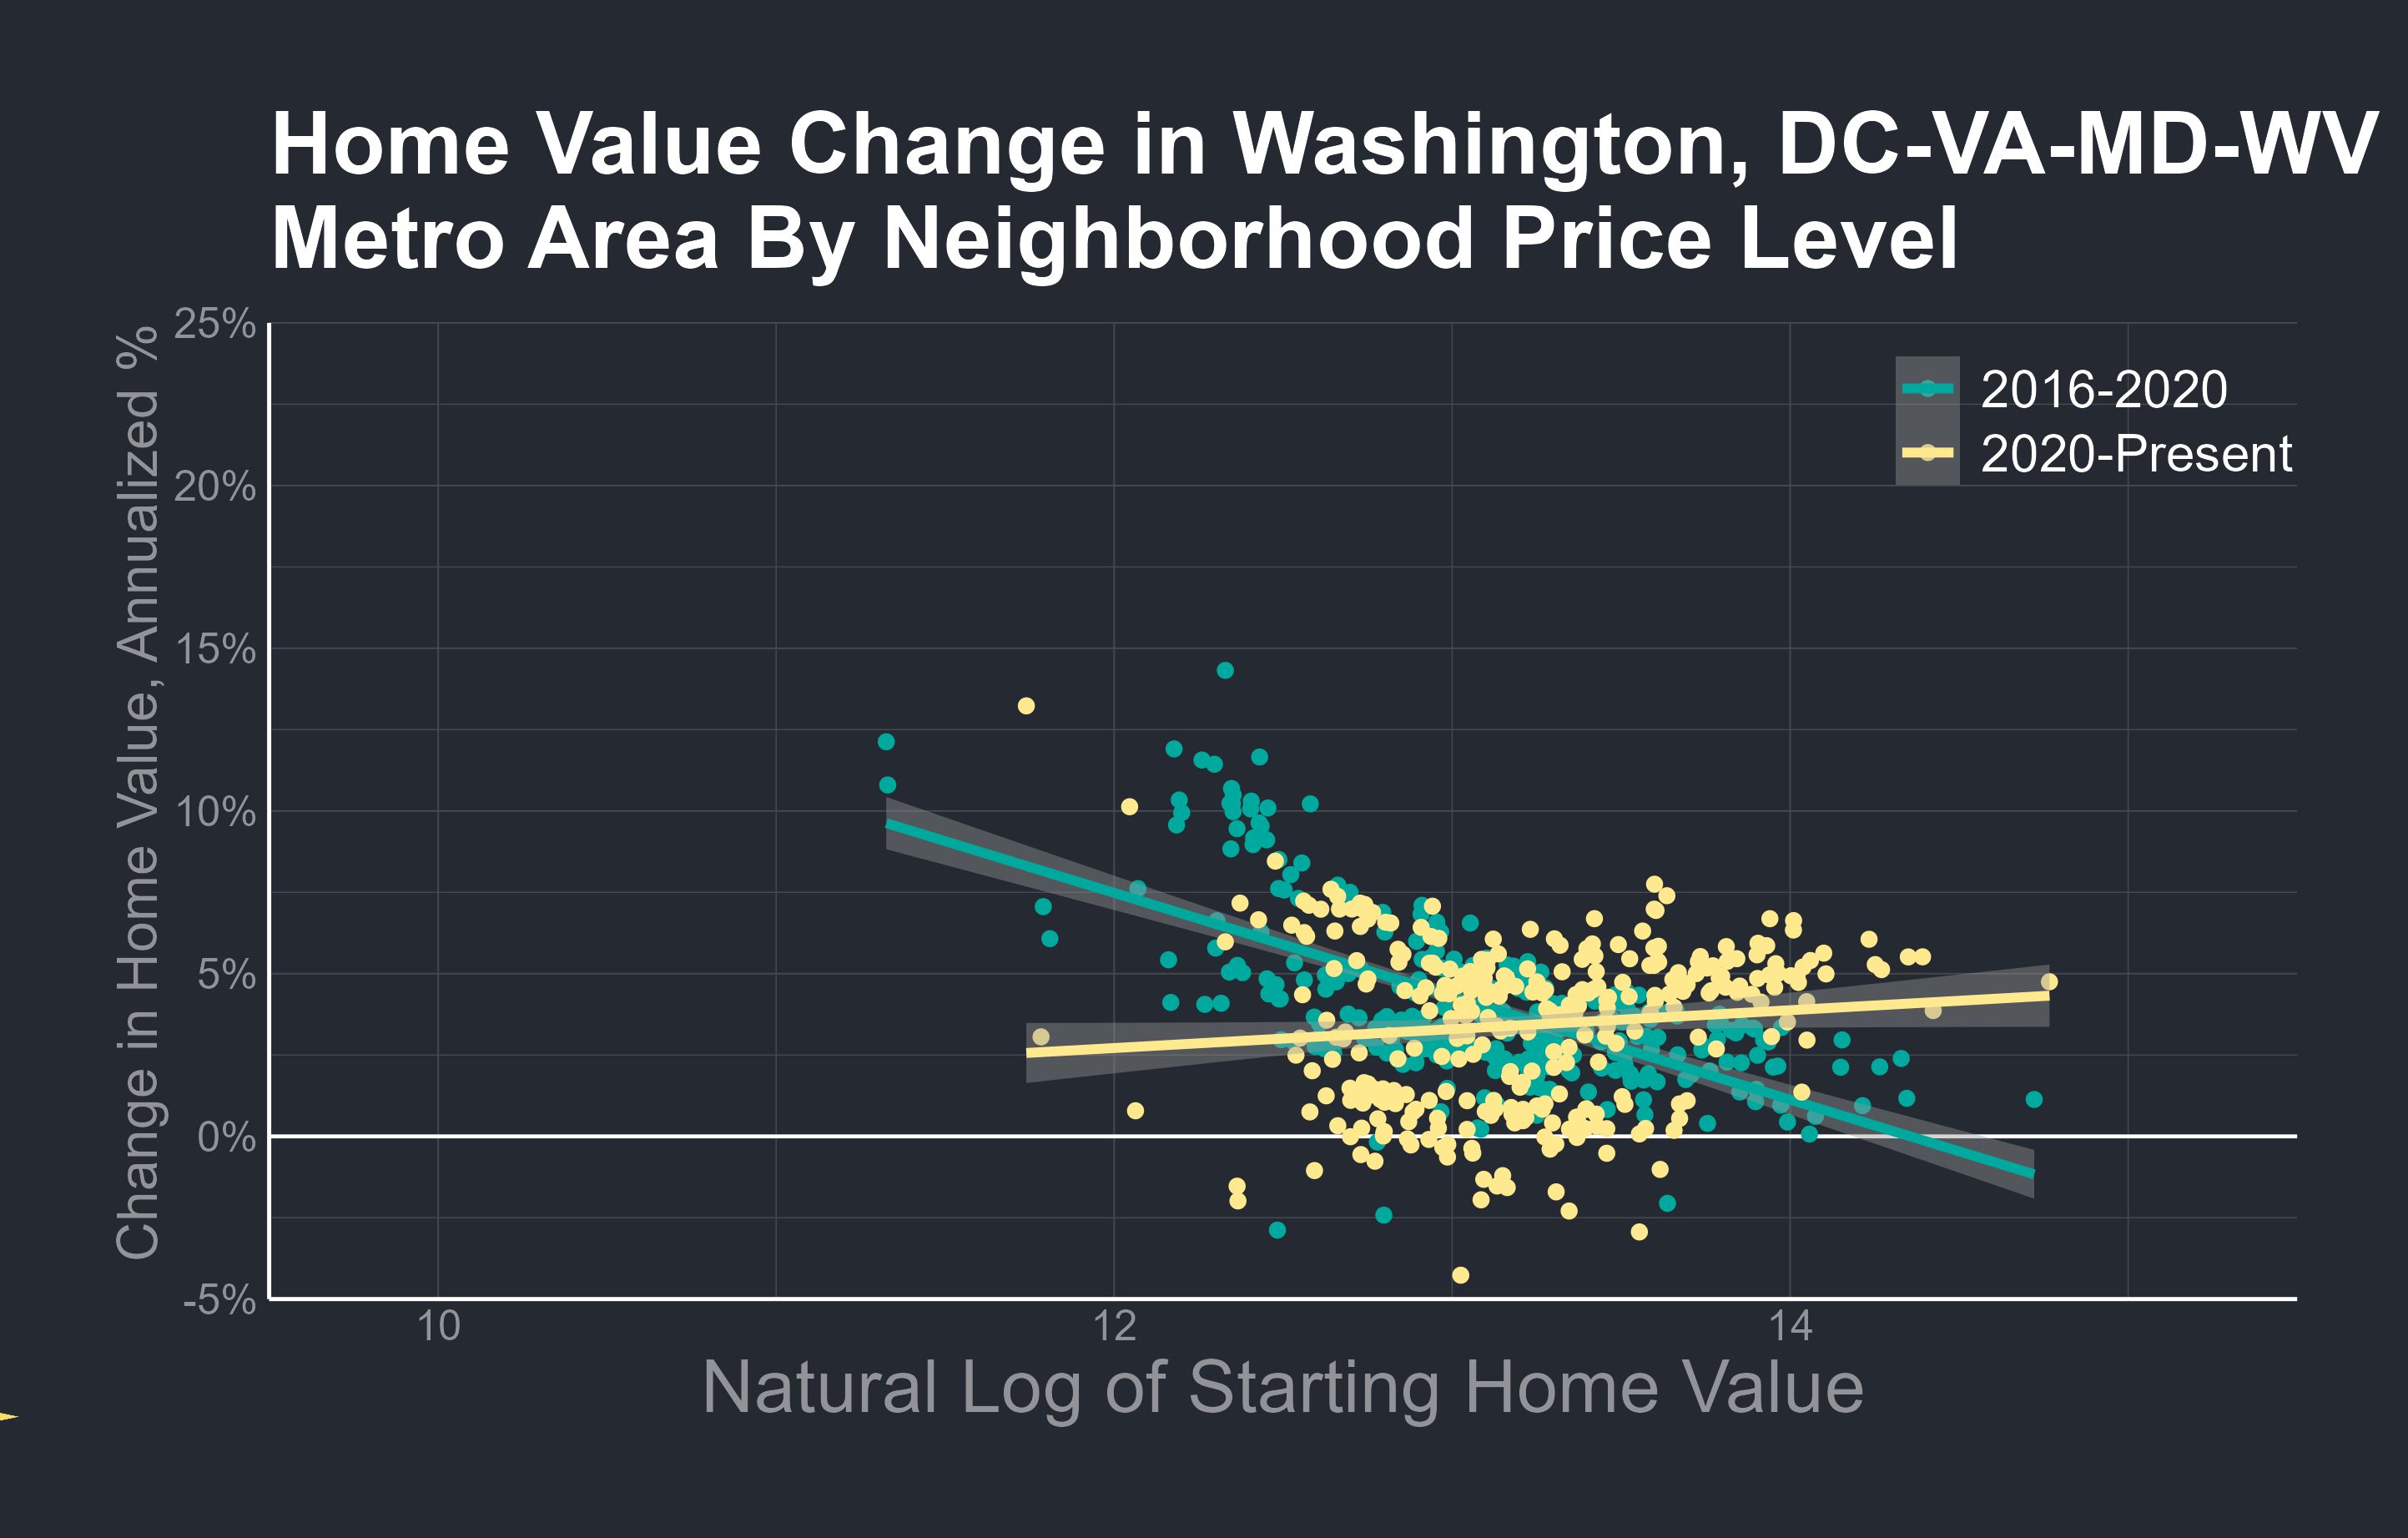 Home Value Change in Washington, DC-VA-MD-WV
Metro Area By Neighborhood Price Level
Change in Home Value, Annualized %
25%
20%
15%
10%
5%
0%
-5%
2016-2020
2020-Present
10
12
14
Natural Log of Starting Home Value